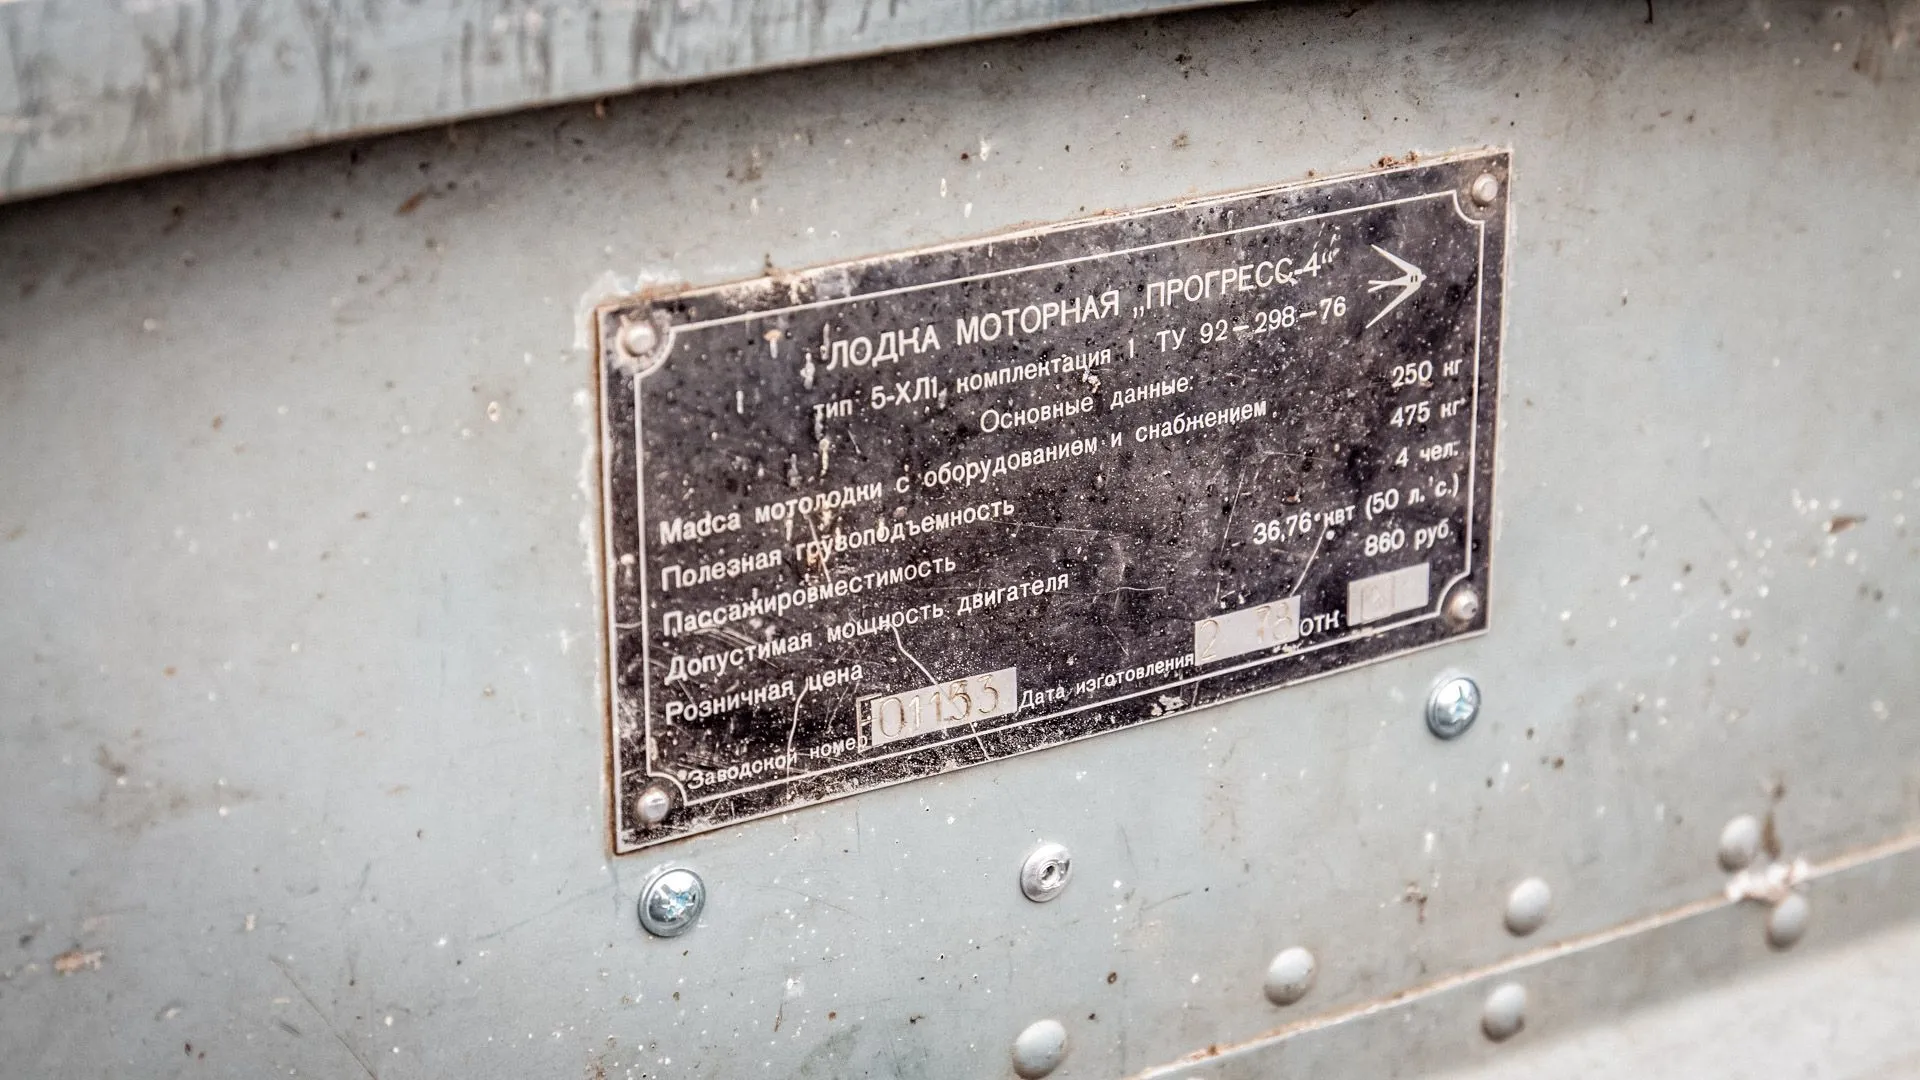 ЛОДКА МОТОРНАЯ „ПРОГРЕСС-4“
тип 5-ХЛ1, комплектация 1 ТУ 92-298-76
Основные данные:
Масса мотолодки с оборудованием и снабжением 250 кг
Полезная грузоподъемность 475 кг
Пассажировместимость 4 чел.
Допустимая мощность двигателя 36,76 квт (50 л.с.)
Розничная цена 860 руб.
Заводской номер 01153 Дата изготовления 2 78 ОТК